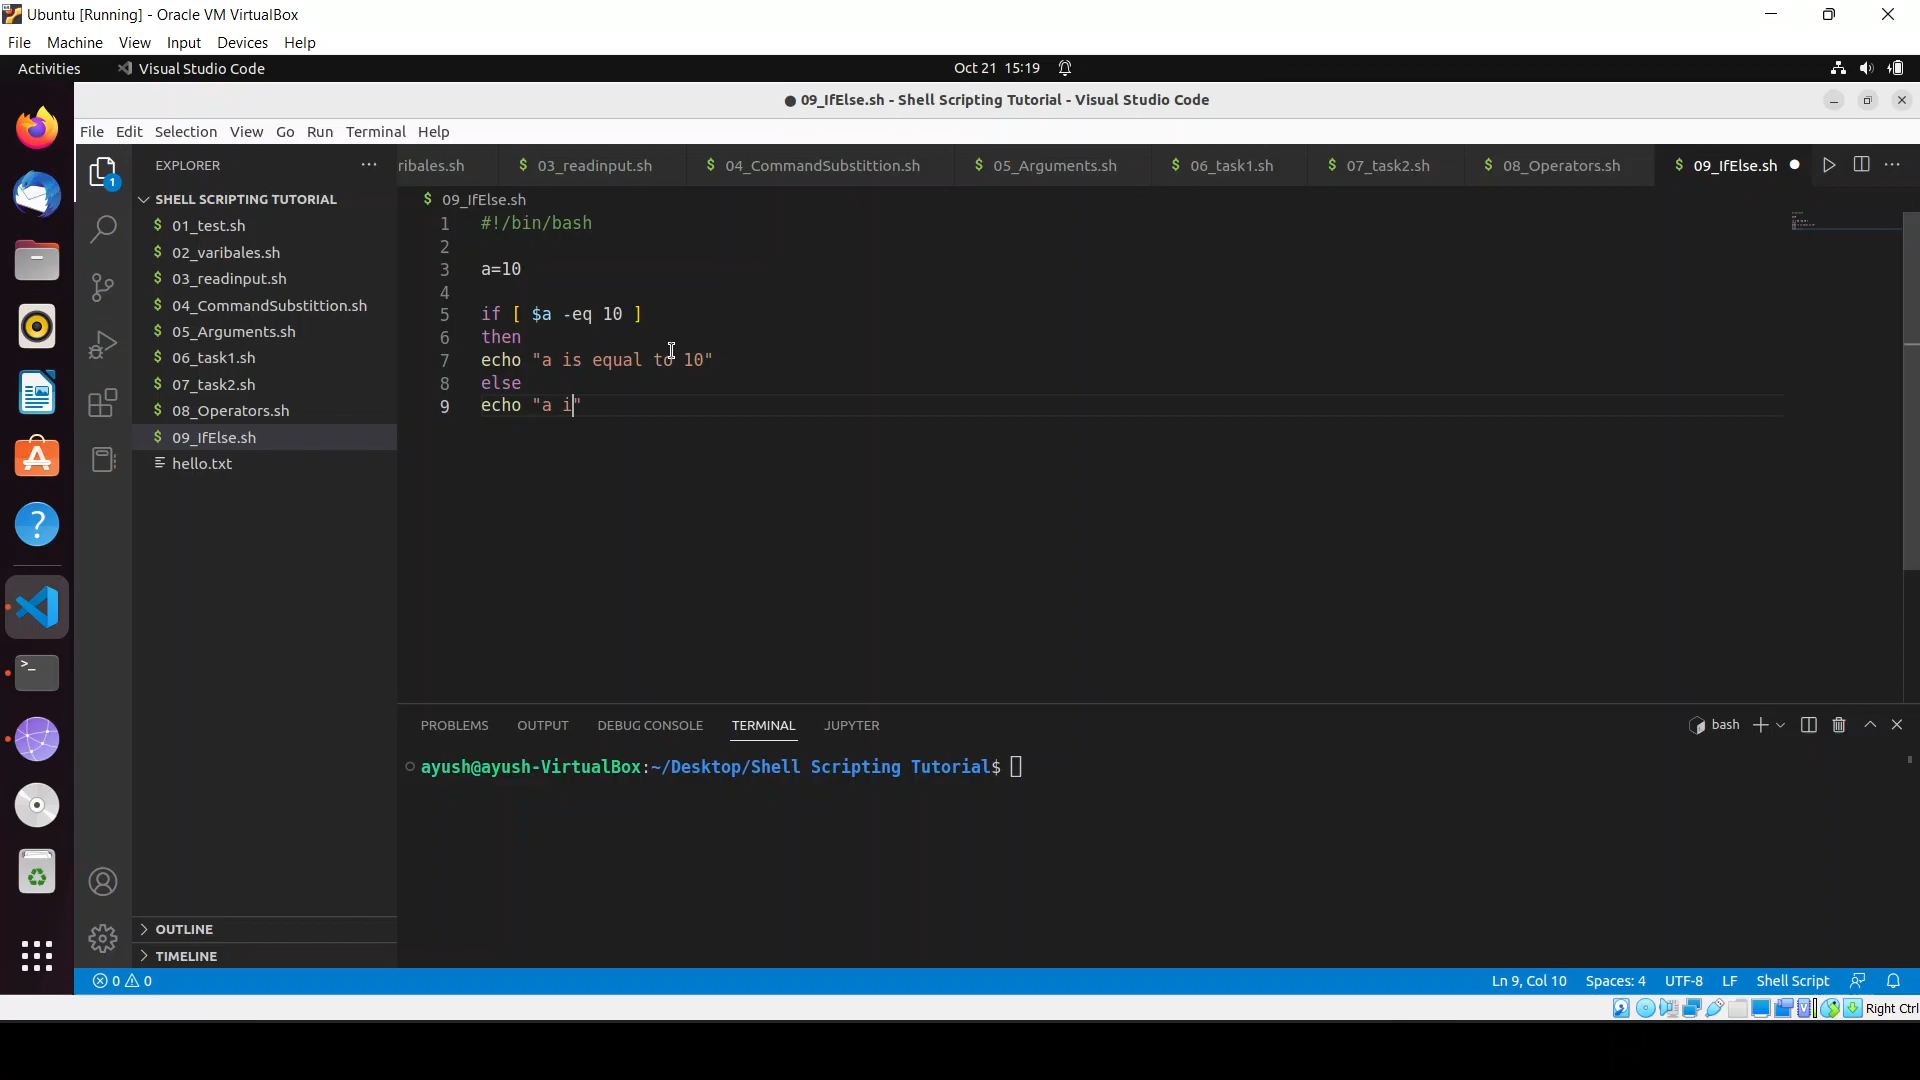 Ubuntu [Running] - Oracle VM VirtualBox
File Machine View Input Devices Help
Activities Visual Studio Code Oct 21 15:19
● 09_IfElse.sh - Shell Scripting Tutorial - Visual Studio Code
File Edit Selection View Go Run Terminal Help
EXPLORER ··· ribales.sh $ 03_readinput.sh $ 04_CommandSubstittion.sh $ 05_Arguments.sh $ 06_task1.sh $ 07_task2.sh $ 08_Operators.sh $ 09_IfElse.sh ● ···
1
SHELL SCRIPTING TUTORIAL
$ 01_test.sh
$ 02_varibales.sh
$ 03_readinput.sh
$ 04_CommandSubstittion.sh
$ 05_Arguments.sh
$ 06_task1.sh
$ 07_task2.sh
$ 08_Operators.sh
$ 09_IfElse.sh
hello.txt
OUTLINE
TIMELINE
$ 09_IfElse.sh
1 #!/bin/bash
2
3 a=10
4
5 if [ $a -eq 10 ]
6 then
7 echo "a is equal to 10"
8 else
9 echo "a i"
PROBLEMS OUTPUT DEBUG CONSOLE TERMINAL JUPYTER bash
ayush@ayush-VirtualBox:~/Desktop/Shell Scripting Tutorial$
0 0 Ln 9, Col 10 Spaces: 4 UTF-8 LF Shell Script
Right Ctrl